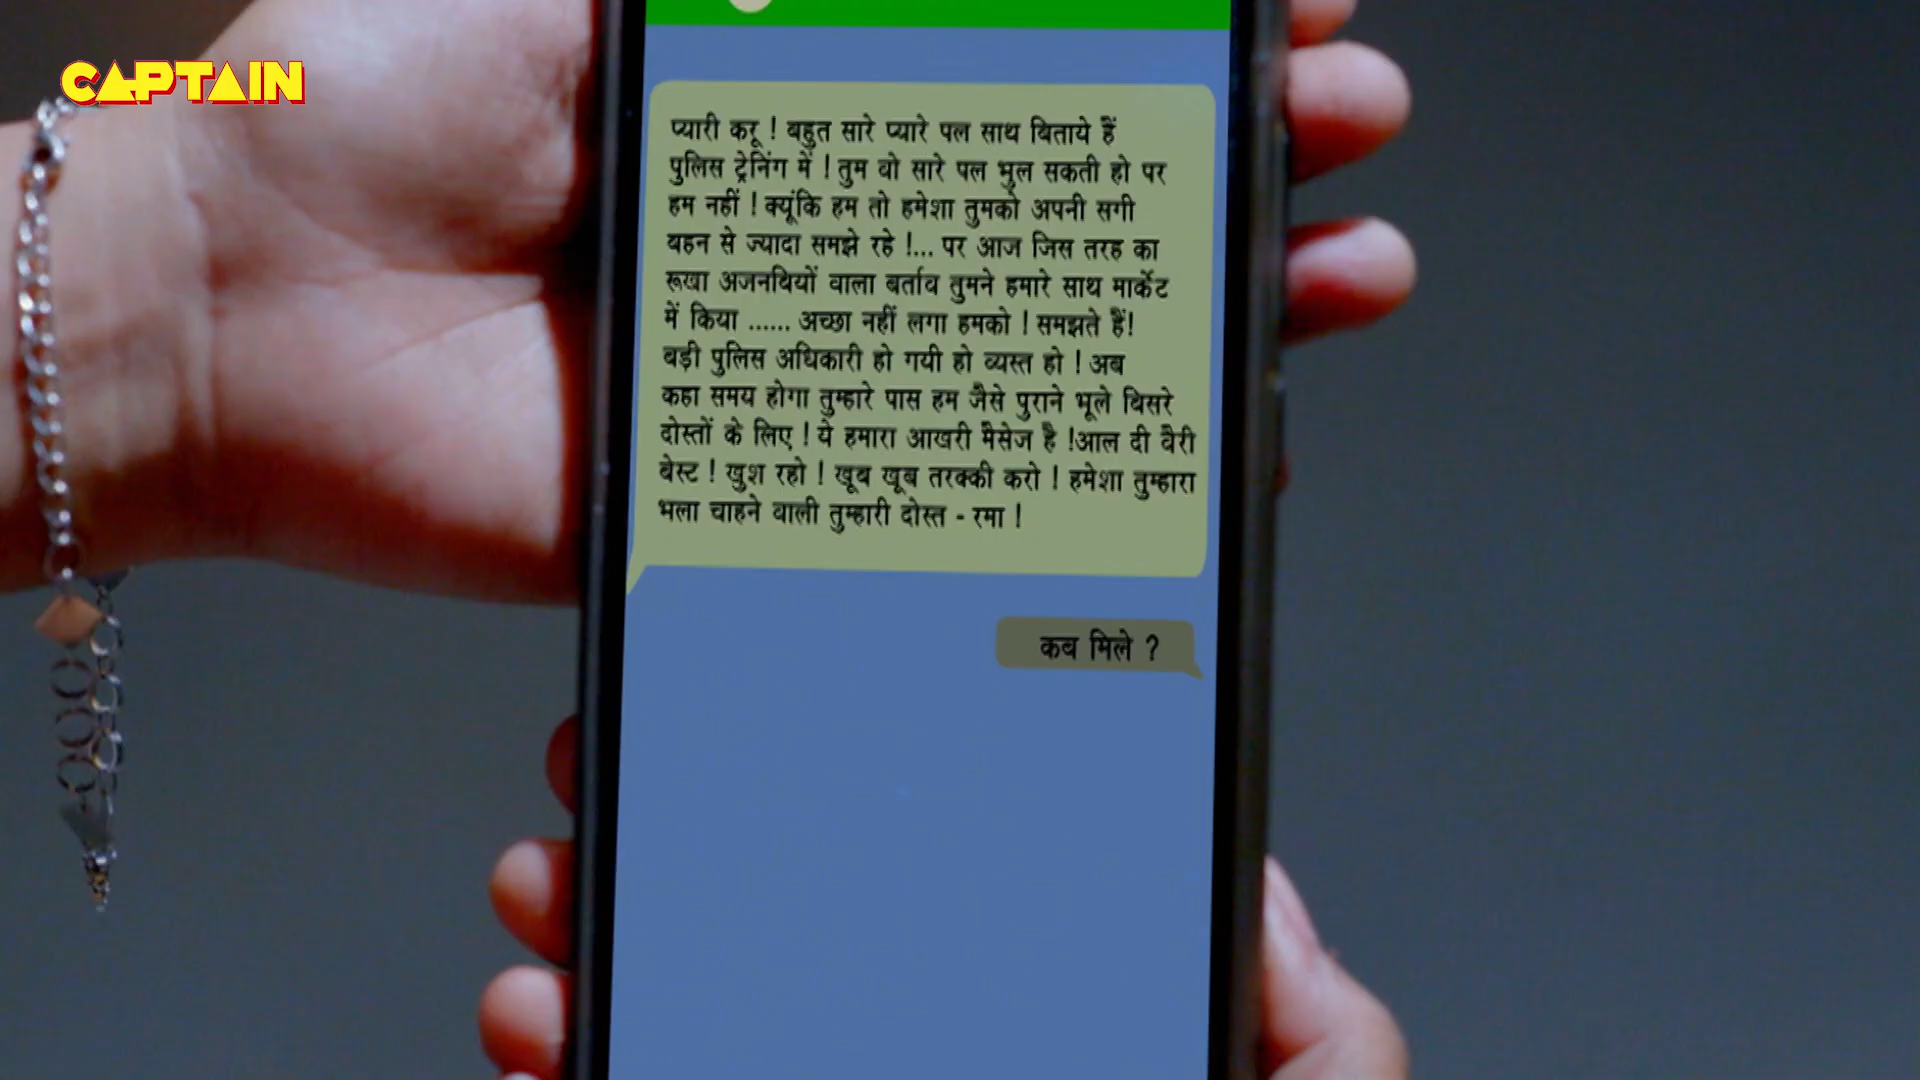 CAPTAIN
प्यारी करू ! बहुत सारे प्यारे पल साथ बिताये हैं
पुलिस ट्रेनिंग में ! तुम वो सारे पल भुल सकती हो पर
हम नहीं ! क्यूंकि हम तो हमेशा तुमको अपनी सगी
बहन से ज्यादा समझे रहे !... पर आज जिस तरह का
रूखा अजनबियों वाला बर्ताव तुमने हमारे साथ मार्केट
में किया ...... अच्छा नहीं लगा हमको ! समझते हैं!
बड़ी पुलिस अधिकारी हो गयी हो व्यस्त हो ! अब
कहा समय होगा तुम्हारे पास हम जैसे पुराने भूले बिसरे
दोस्तों के लिए ! ये हमारा आखरी मैसेज है !आल दी वैरी
बेस्ट ! खुश रहो ! खूब खूब तरक्की करो ! हमेशा तुम्हारा
भला चाहने वाली तुम्हारी दोस्त - रमा !
कब मिले ?